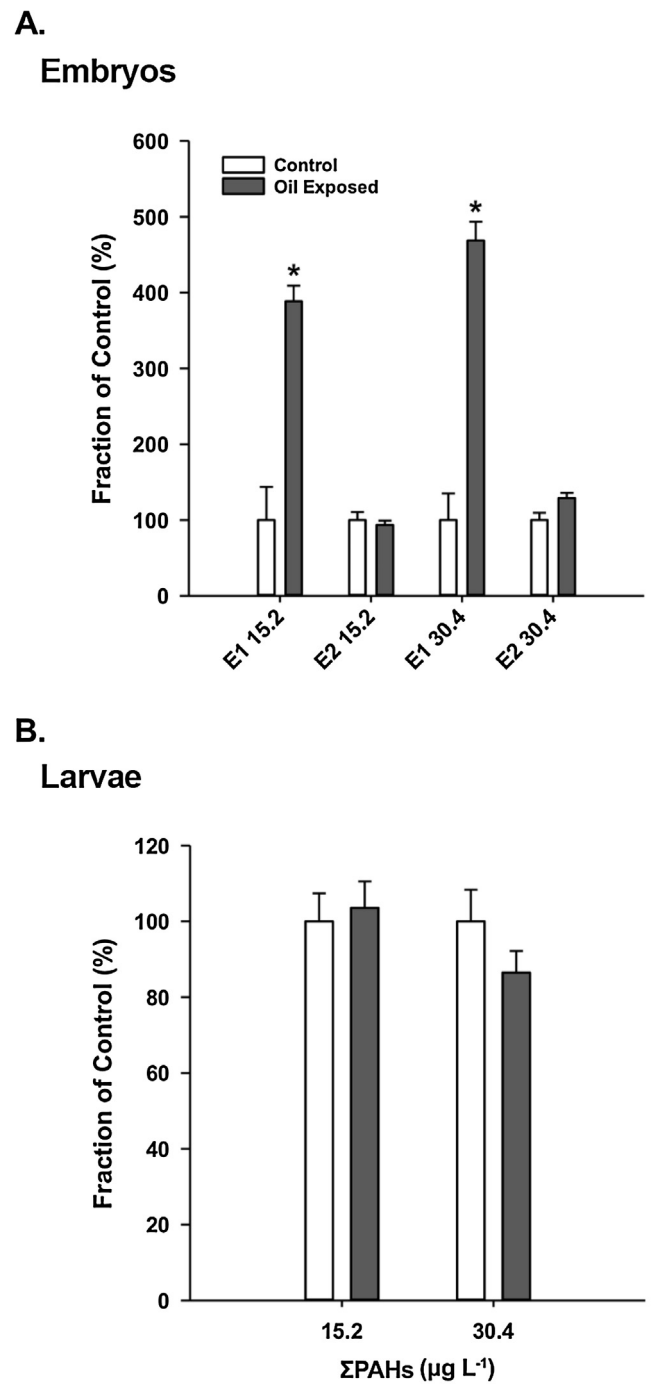 A.
Embryos
600
500
400
300
200
100
0
Fraction of Control (%)
Control
Oil Exposed
*
*
E1 15.2
E2 15.2
E1 30.4
E2 30.4
B.
Larvae
120
100
80
60
40
20
0
Fraction of Control (%)
15.2
30.4
ΣPAHs (µg L⁻¹)